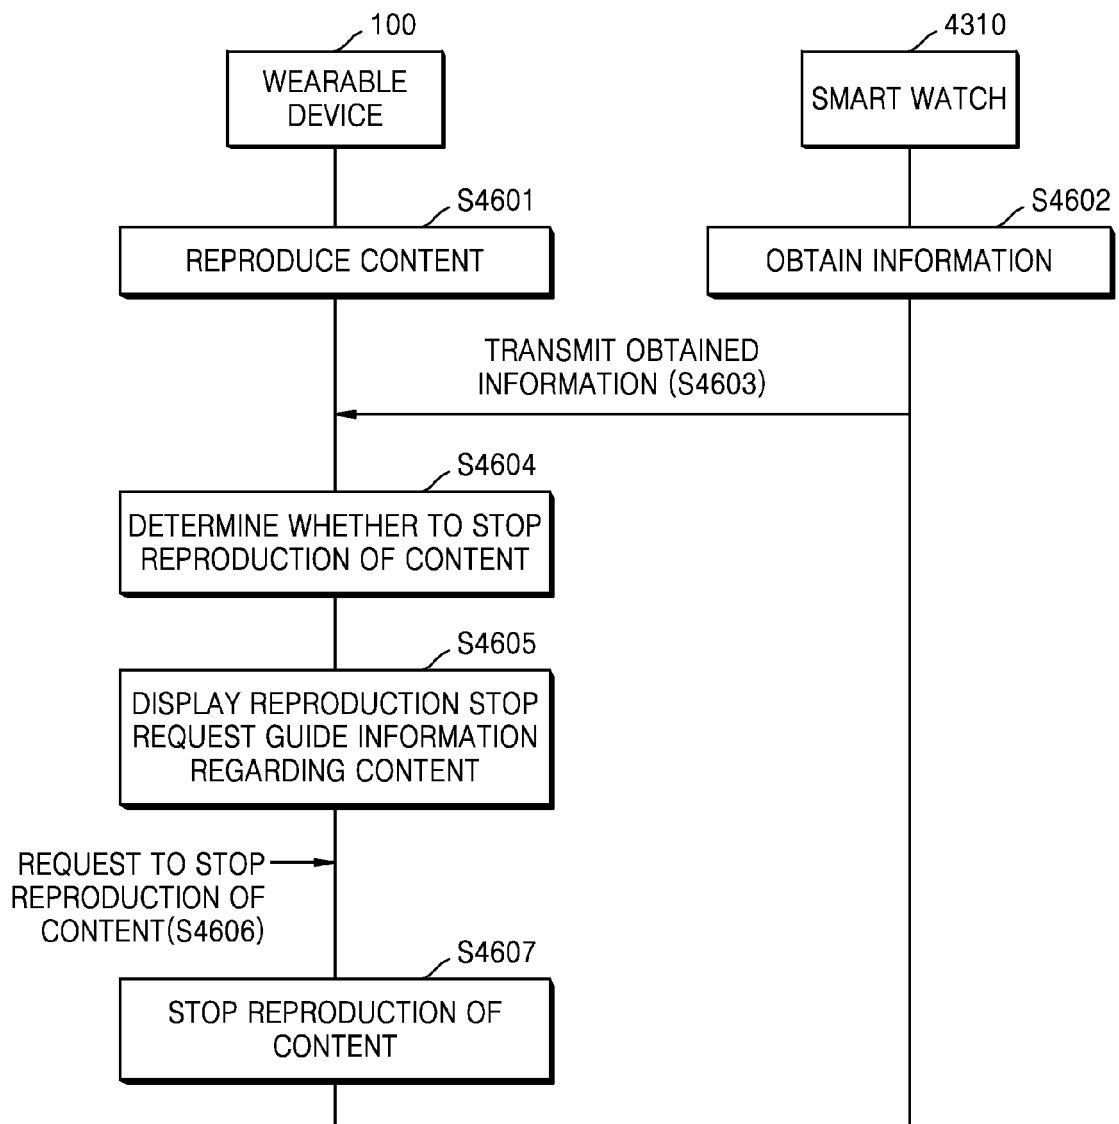 100
WEARABLE
DEVICE
4310
SMART WATCH
S4601
REPRODUCE CONTENT
S4602
OBTAIN INFORMATION
TRANSMIT OBTAINED
INFORMATION (S4603)
S4604
DETERMINE WHETHER TO STOP
REPRODUCTION OF CONTENT
S4605
DISPLAY REPRODUCTION STOP
REQUEST GUIDE INFORMATION
REGARDING CONTENT
REQUEST TO STOP
REPRODUCTION OF
CONTENT(S4606)
S4607
STOP REPRODUCTION OF
CONTENT